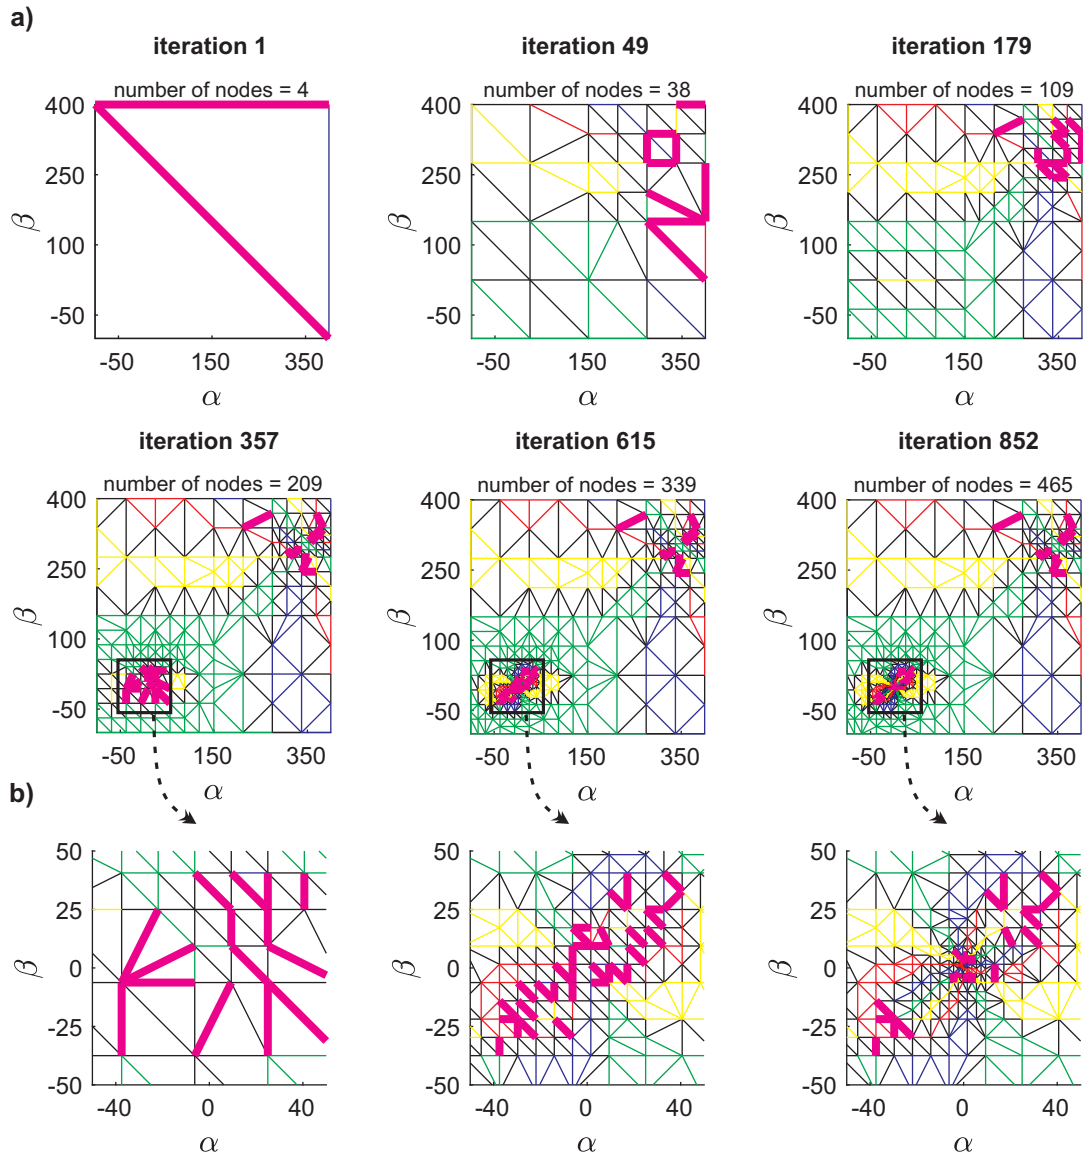 a)
iteration 1 iteration 49 iteration 179
number of nodes = 4 number of nodes = 38 number of nodes = 109
400 400 400
250 250 250
β β β
100 100 100
-50 -50 -50
-50 150 350 -50 150 350 -50 150 350
α α α
iteration 357 iteration 615 iteration 852
number of nodes = 209 number of nodes = 339 number of nodes = 465
400 400 400
250 250 250
β β β
100 100 100
-50 -50 -50
-50 150 350 -50 150 350 -50 150 350
α α α
b)
50 50 50
25 25 25
β 0 β 0 β 0
-25 -25 -25
-50 -50 -50
-40 0 40 -40 0 40 -40 0 40
α α α